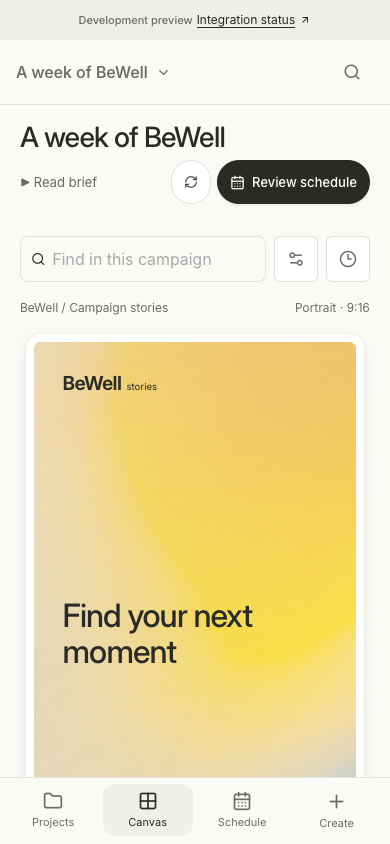 Development preview Integration status
A week of BeWell
A week of BeWell
Read brief
Review schedule
Find in this campaign
BeWell / Campaign stories
Portrait · 9:16
BeWell stories
Find your next
moment
Projects
Canvas
Schedule
Create